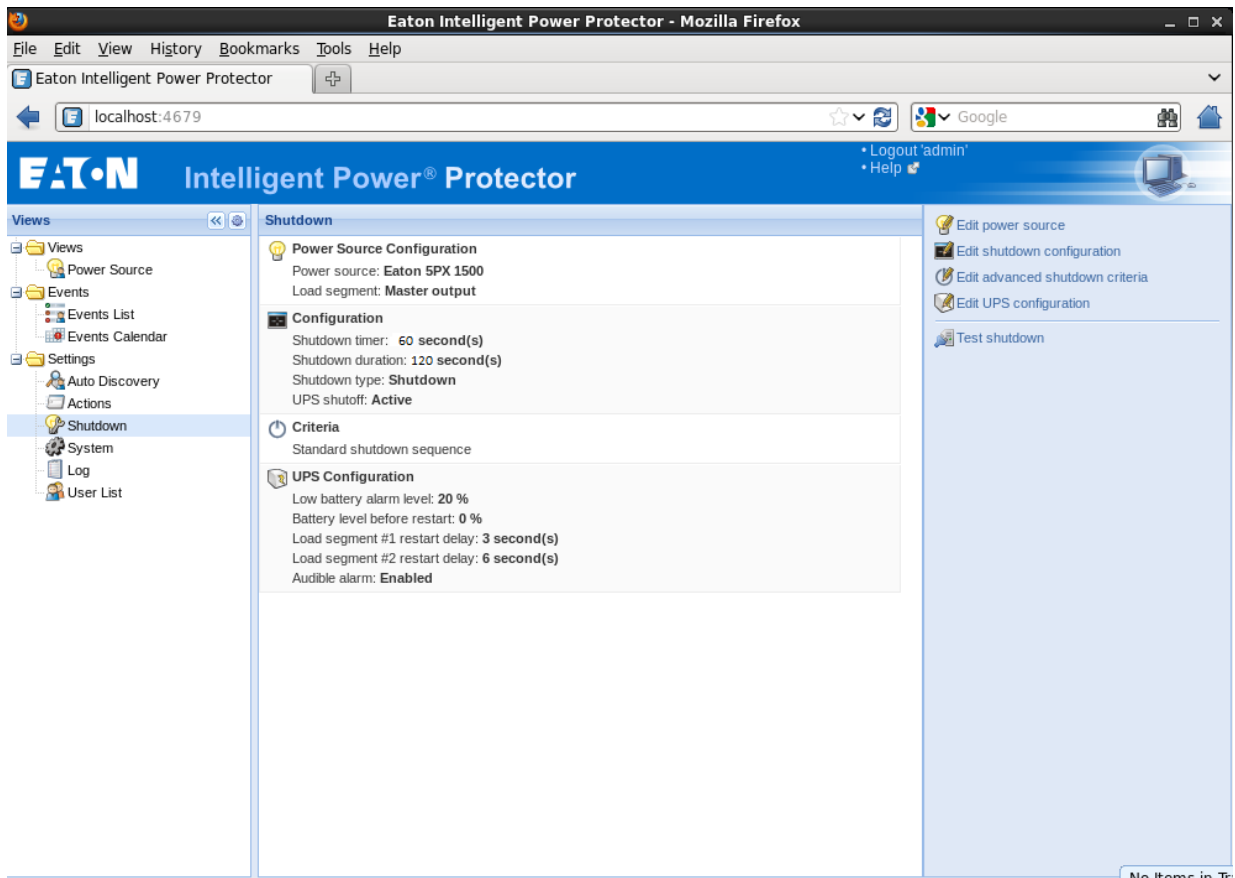 Eaton Intelligent Power Protector - Mozilla Firefox
File Edit View History Bookmarks Tools Help
Eaton Intelligent Power Protector
localhost:4679
Google
EATON Intelligent Power® Protector
• Logout 'admin'
• Help
Views
Views
Power Source
Events
Events List
Events Calendar
Settings
Auto Discovery
Actions
Shutdown
System
Log
User List
Shutdown
Power Source Configuration
Power source: Eaton 5PX 1500
Load segment: Master output
Configuration
Shutdown timer: 60 second(s)
Shutdown duration: 120 second(s)
Shutdown type: Shutdown
UPS shutoff: Active
Criteria
Standard shutdown sequence
UPS Configuration
Low battery alarm level: 20 %
Battery level before restart: 0 %
Load segment #1 restart delay: 3 second(s)
Load segment #2 restart delay: 6 second(s)
Audible alarm: Enabled
Edit power source
Edit shutdown configuration
Edit advanced shutdown criteria
Edit UPS configuration
Test shutdown
No Items in Tr